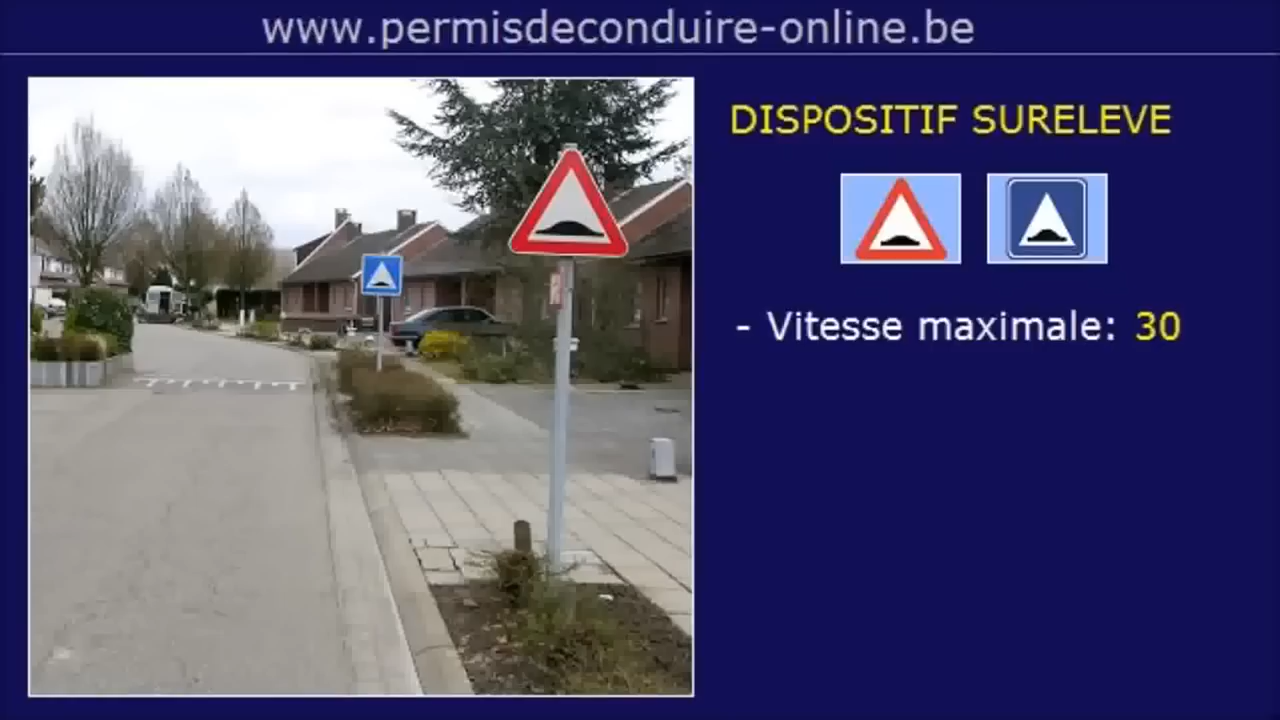 www.permisdeconduire-online.be
DISPOSITIF SURELEVE
- Vitesse maximale: 30